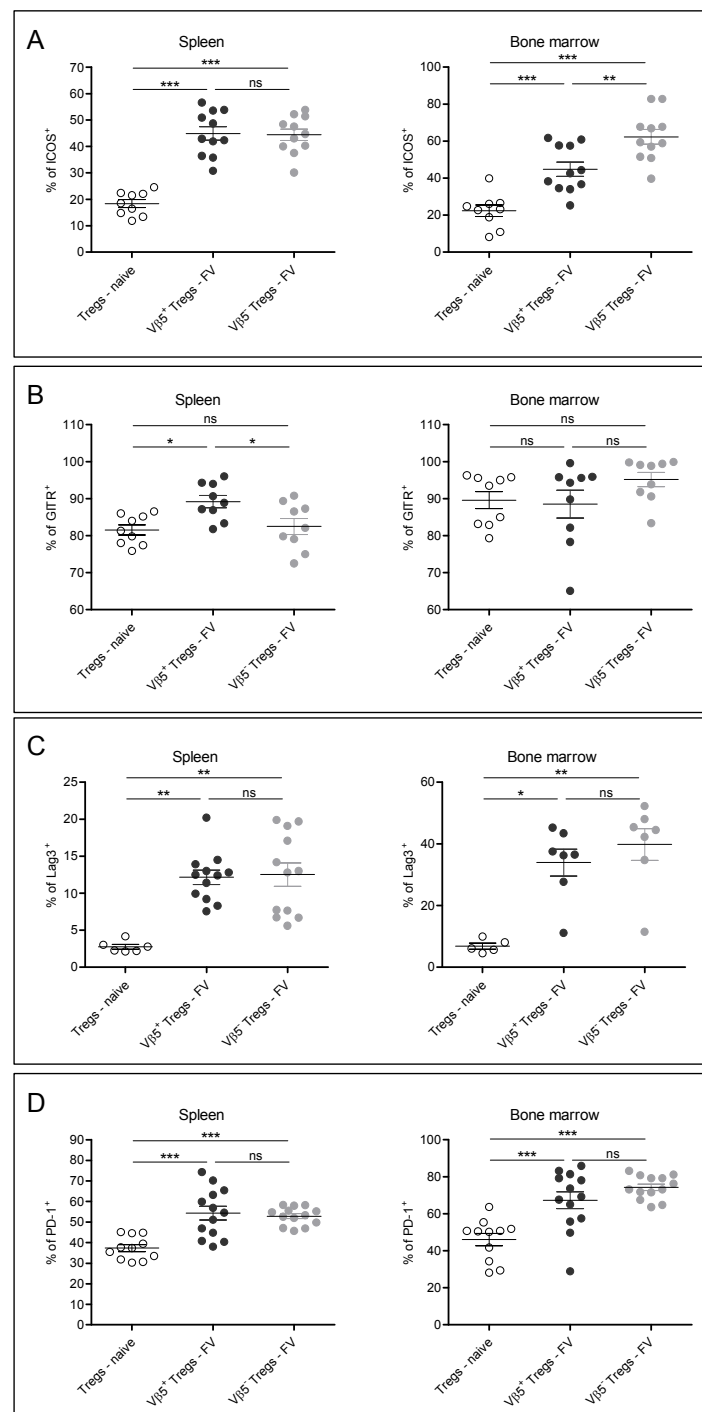 A
Spleen
***
***
ns
% of ICOS⁺
70
60
50
40
30
20
10
0
Tregs - naive
Vβ5⁺ Tregs - FV
Vβ5⁻ Tregs - FV
Bone marrow
***
***
**
% of ICOS⁺
100
80
60
40
20
0
Tregs - naive
Vβ5⁺ Tregs - FV
Vβ5⁻ Tregs - FV
B
Spleen
ns
*
*
% of GITR⁺
110
100
90
80
70
60
Tregs - naive
Vβ5⁺ Tregs - FV
Vβ5⁻ Tregs - FV
Bone marrow
ns
ns
ns
% of GITR⁺
110
100
90
80
70
60
Tregs - naive
Vβ5⁺ Tregs - FV
Vβ5⁻ Tregs - FV
C
Spleen
**
**
ns
% of Lag3⁺
25
20
15
10
5
0
Tregs - naive
Vβ5⁺ Tregs - FV
Vβ5⁻ Tregs - FV
Bone marrow
**
*
ns
% of Lag3⁺
60
40
20
0
Tregs - naive
Vβ5⁺ Tregs - FV
Vβ5⁻ Tregs - FV
D
Spleen
***
***
ns
% of PD-1⁺
90
80
70
60
50
40
30
20
10
0
Tregs - naive
Vβ5⁺ Tregs - FV
Vβ5⁻ Tregs - FV
Bone marrow
***
***
ns
% of PD-1⁺
100
80
60
40
20
0
Tregs - naive
Vβ5⁺ Tregs - FV
Vβ5⁻ Tregs - FV